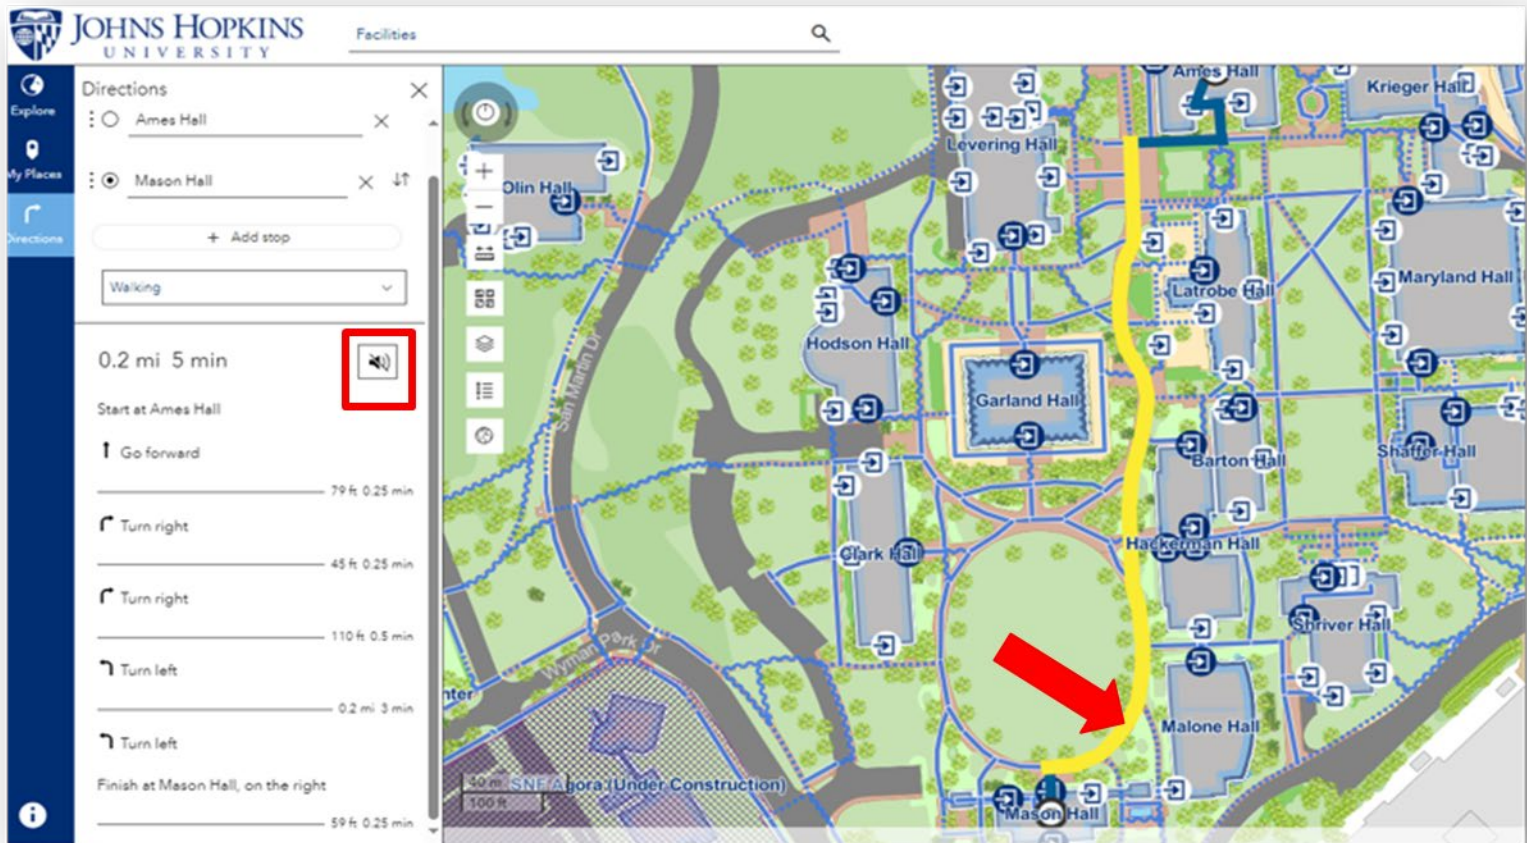 JOHNS HOPKINS
UNIVERSITY
Facilities
Explore
My Places
Directions
Directions
Ames Hall
Mason Hall
+ Add stop
Walking
0.2 mi 5 min
Start at Ames Hall
Go forward
79 ft 0.25 min
Turn right
45 ft 0.25 min
Turn right
110 ft 0.5 min
Turn left
0.2 mi 3 min
Turn left
Finish at Mason Hall, on the right
59 ft 0.25 min
Ames Hall
Krieger Hall
Levering Hall
Olin Hall
Maryland Hall
Latrobe Hall
Hodson Hall
San Martin Dr
Garland Hall
Shaffer Hall
Barton Hall
Clark Hall
Hackerman Hall
Shriver Hall
Wyman Park Dr
nter
Malone Hall
40 m
SNF Agora (Under Construction)
100 ft
Mason Hall